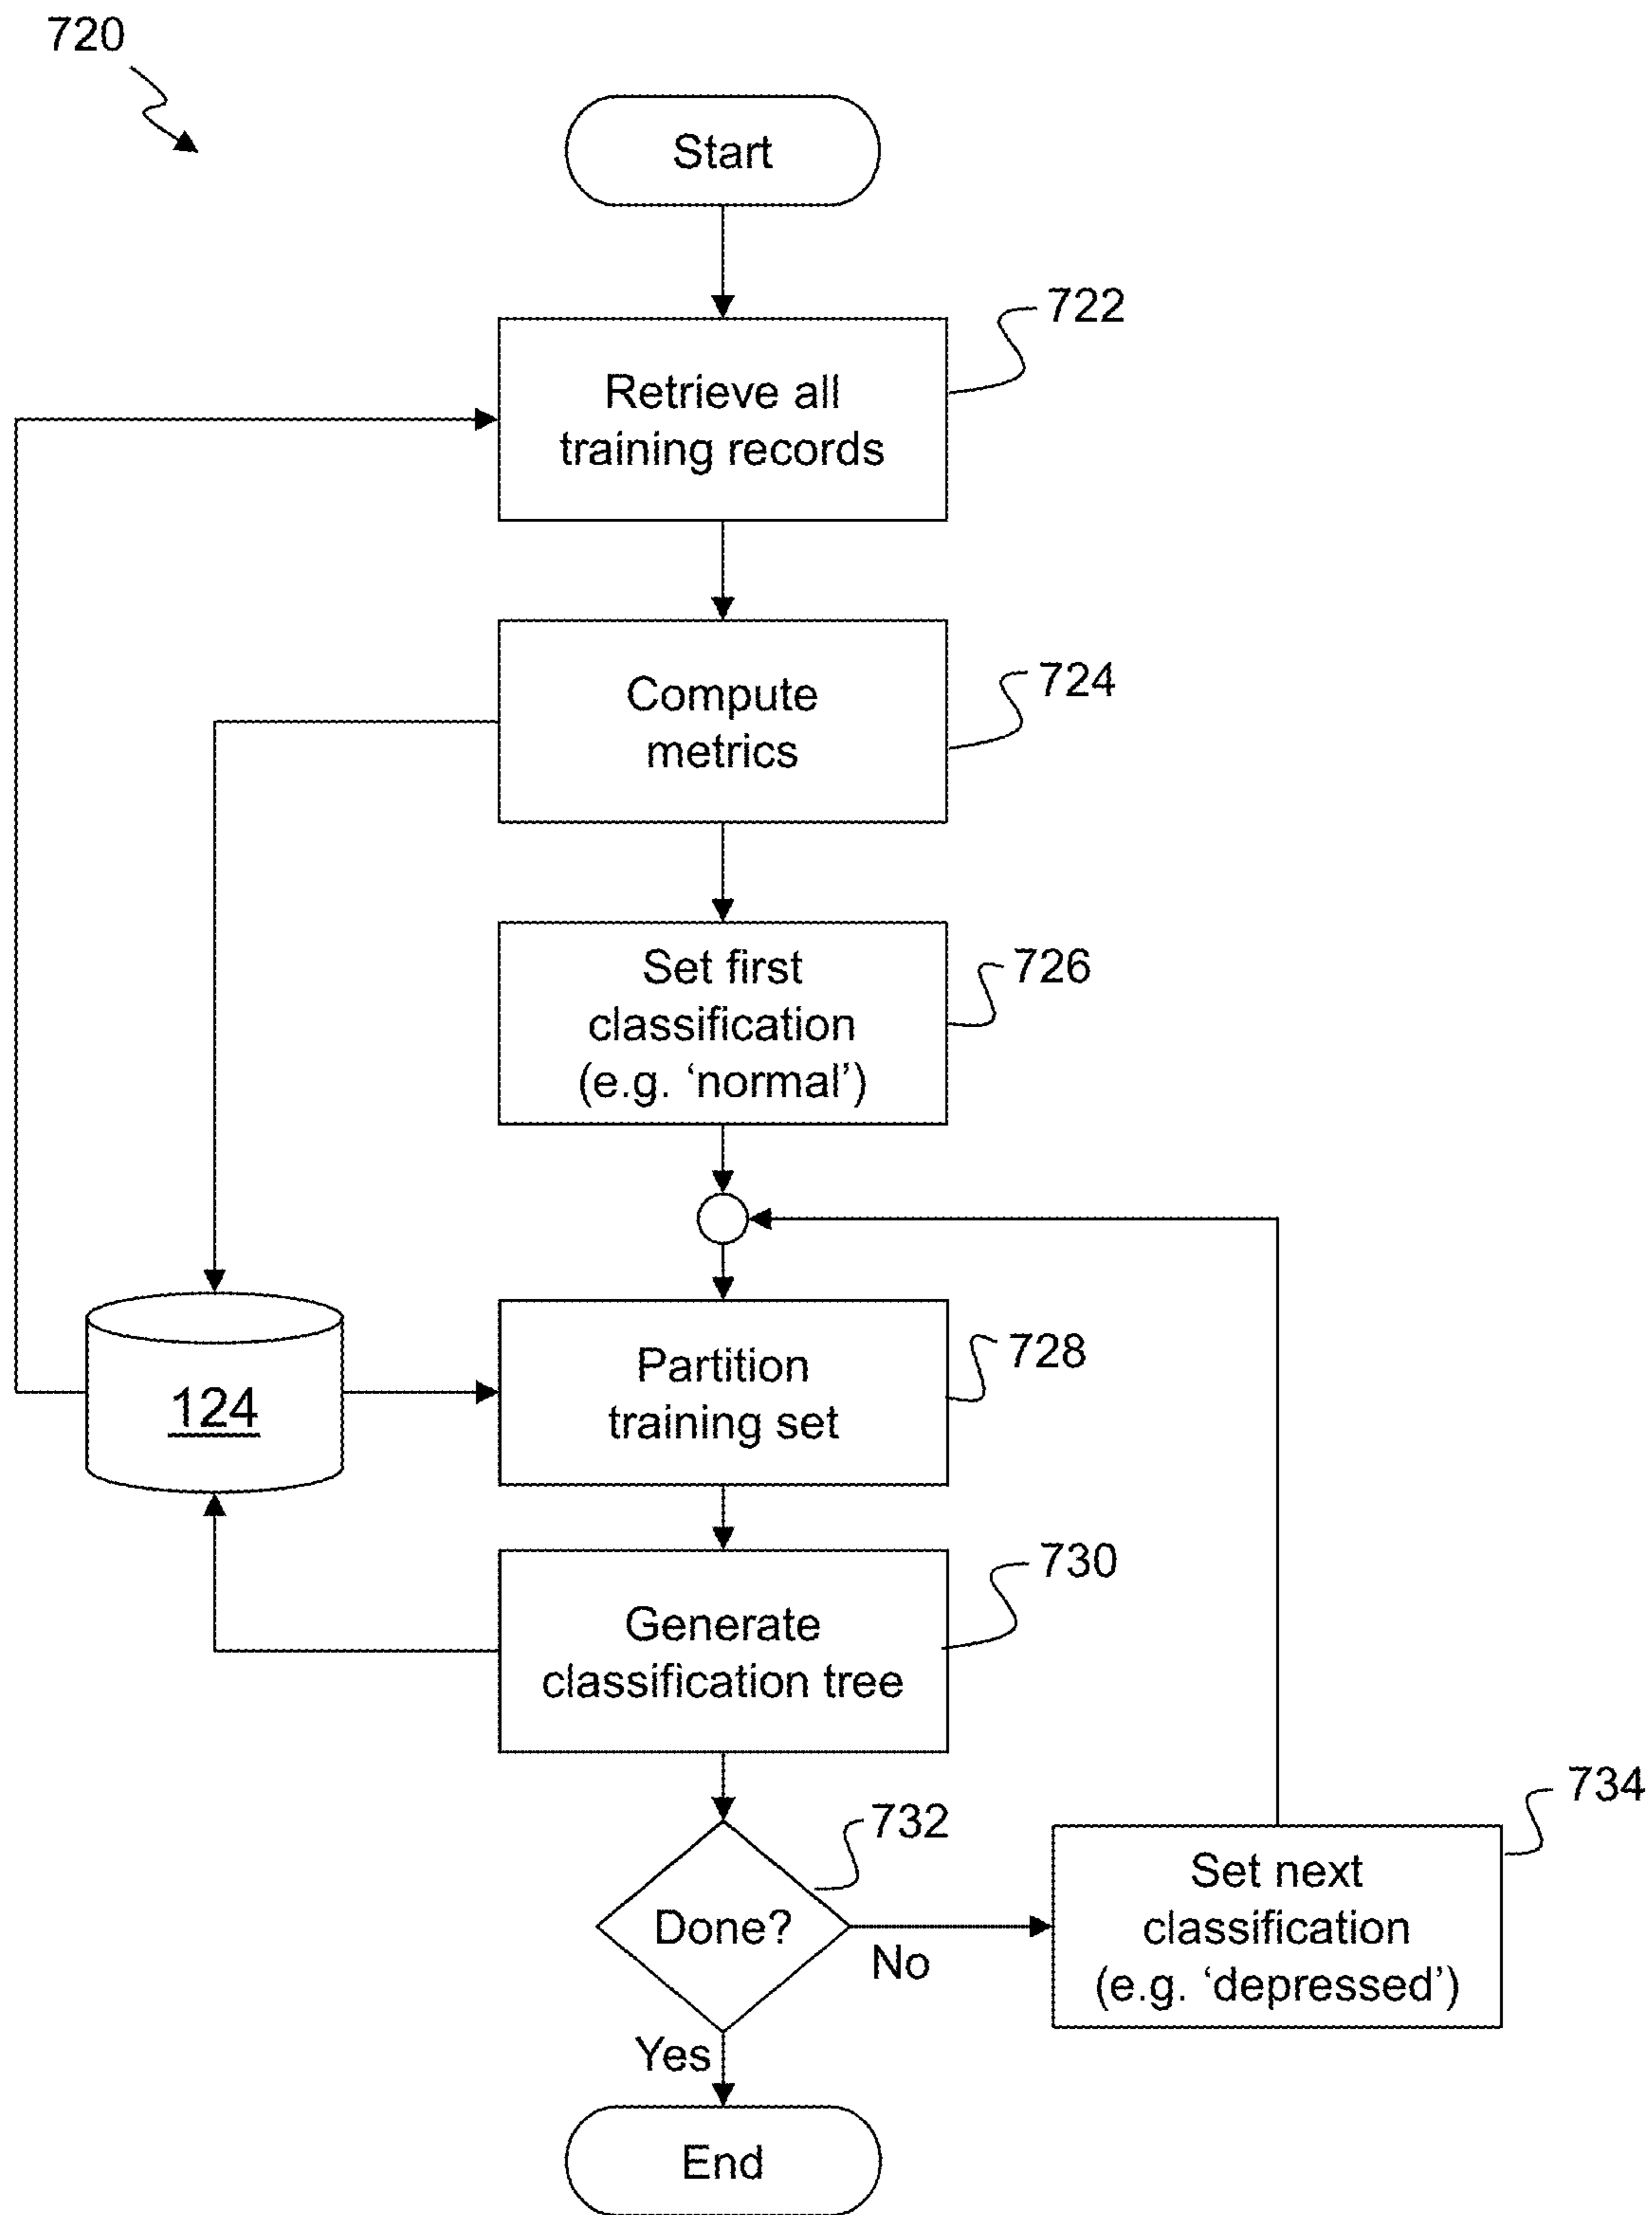 720
Start
722
Retrieve all
training records
724
Compute
metrics
726
Set first
classification
(e.g. ‘normal’)
124
728
Partition
training set
730
Generate
classification tree
732
Done?
No
734
Set next
classification
(e.g. ‘depressed’)
Yes
End